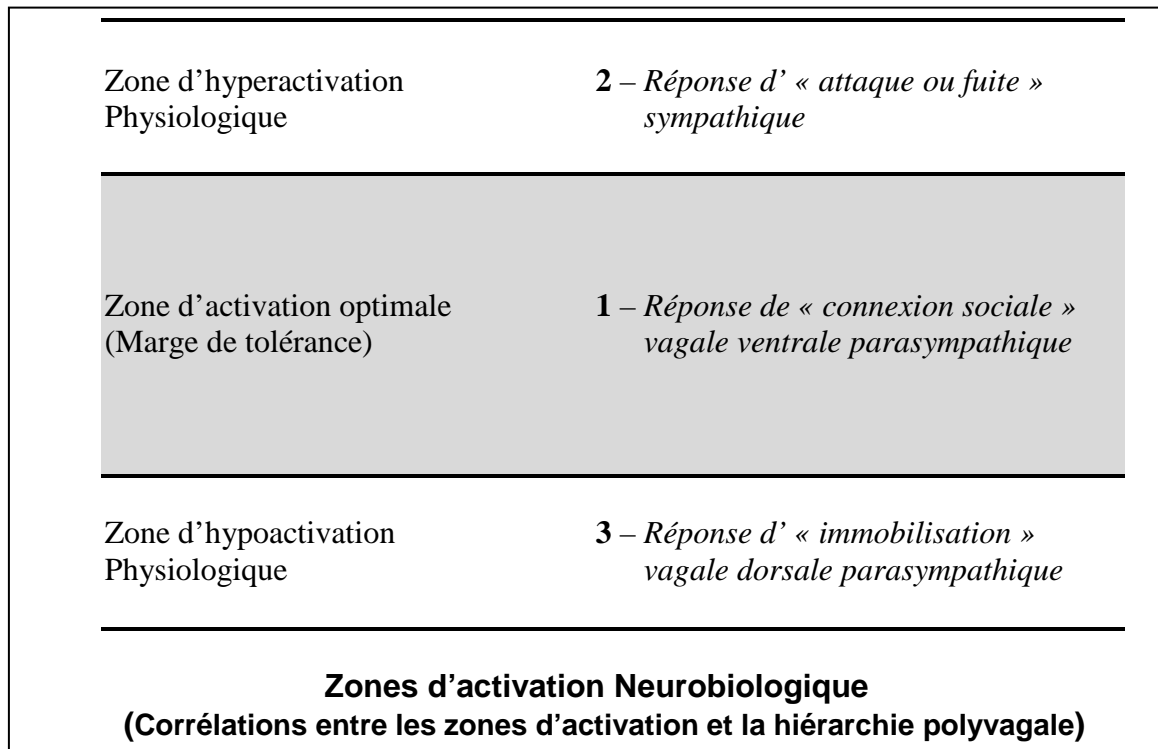 Zone d’hyperactivation
Physiologique
2 – Réponse d’ « attaque ou fuite »
sympathique
Zone d’activation optimale
(Marge de tolérance)
1 – Réponse de « connexion sociale »
vagale ventrale parasympathique
Zone d’hypoactivation
Physiologique
3 – Réponse d’ « immobilisation »
vagale dorsale parasympathique
Zones d’activation Neurobiologique
(Corrélations entre les zones d’activation et la hiérarchie polyvagale)